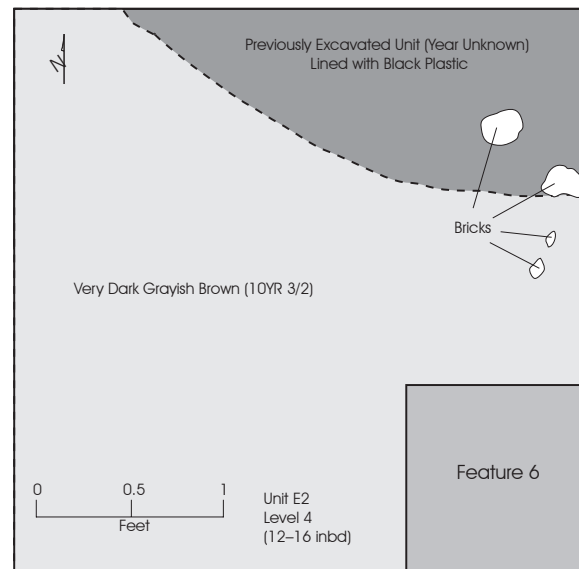 Previously Excavated Unit (Year Unknown)
Lined with Black Plastic
N
Bricks
Very Dark Grayish Brown (10YR 3/2)
Feature 6
0 0.5 1
Feet
Unit E2
Level 4
(12–16 inbd)